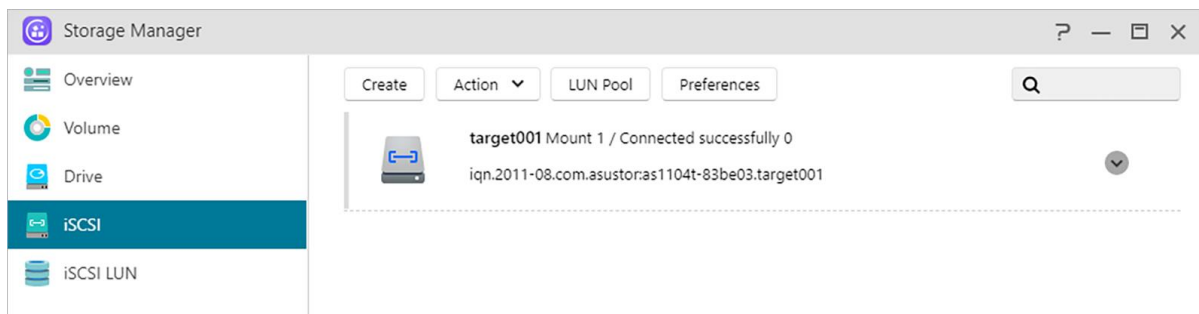 Storage Manager
Overview
Volume
Drive
iSCSI
iSCSI LUN
Create Action LUN Pool Preferences
target001 Mount 1 / Connected successfully 0
iqn.2011-08.com.asustor:as1104t-83be03.target001